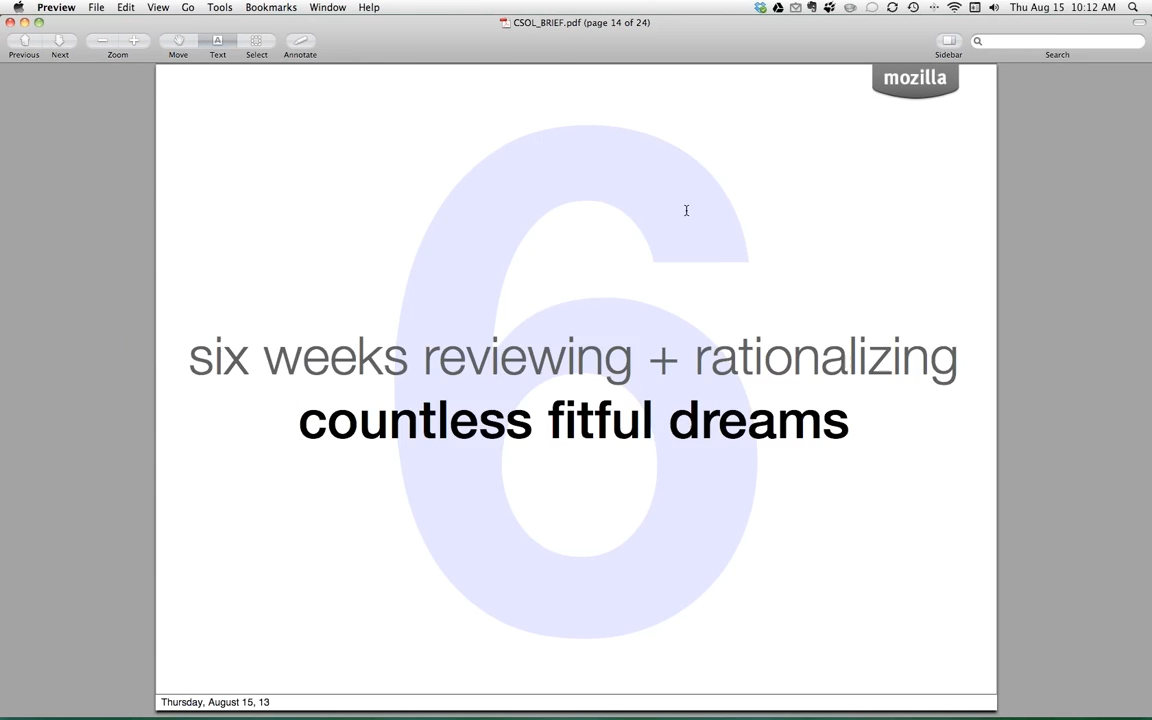 Preview File Edit View Go Tools Bookmarks Window Help Thu Aug 15 10:12 AM
CSOL_BRIEF.pdf (page 14 of 24)
Previous Next Zoom Move Text Select Annotate Sidebar Search
mozilla
6
six weeks reviewing + rationalizing
countless fitful dreams
Thursday, August 15, 13